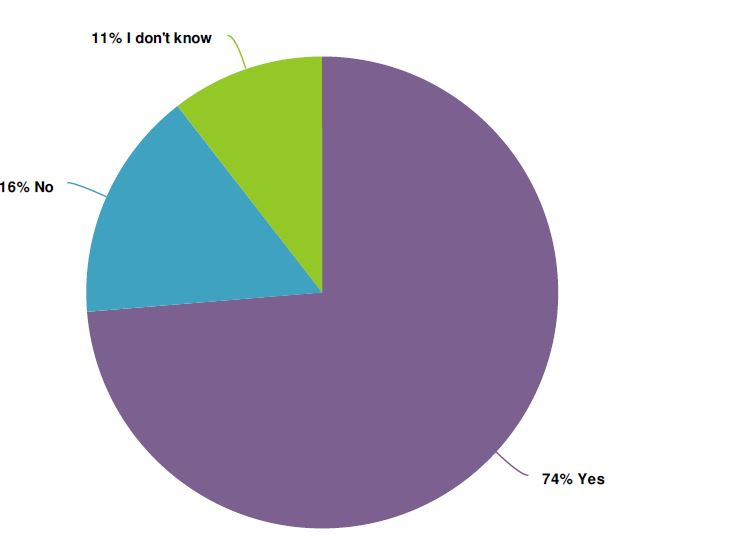 11% I don't know
16% No
74% Yes